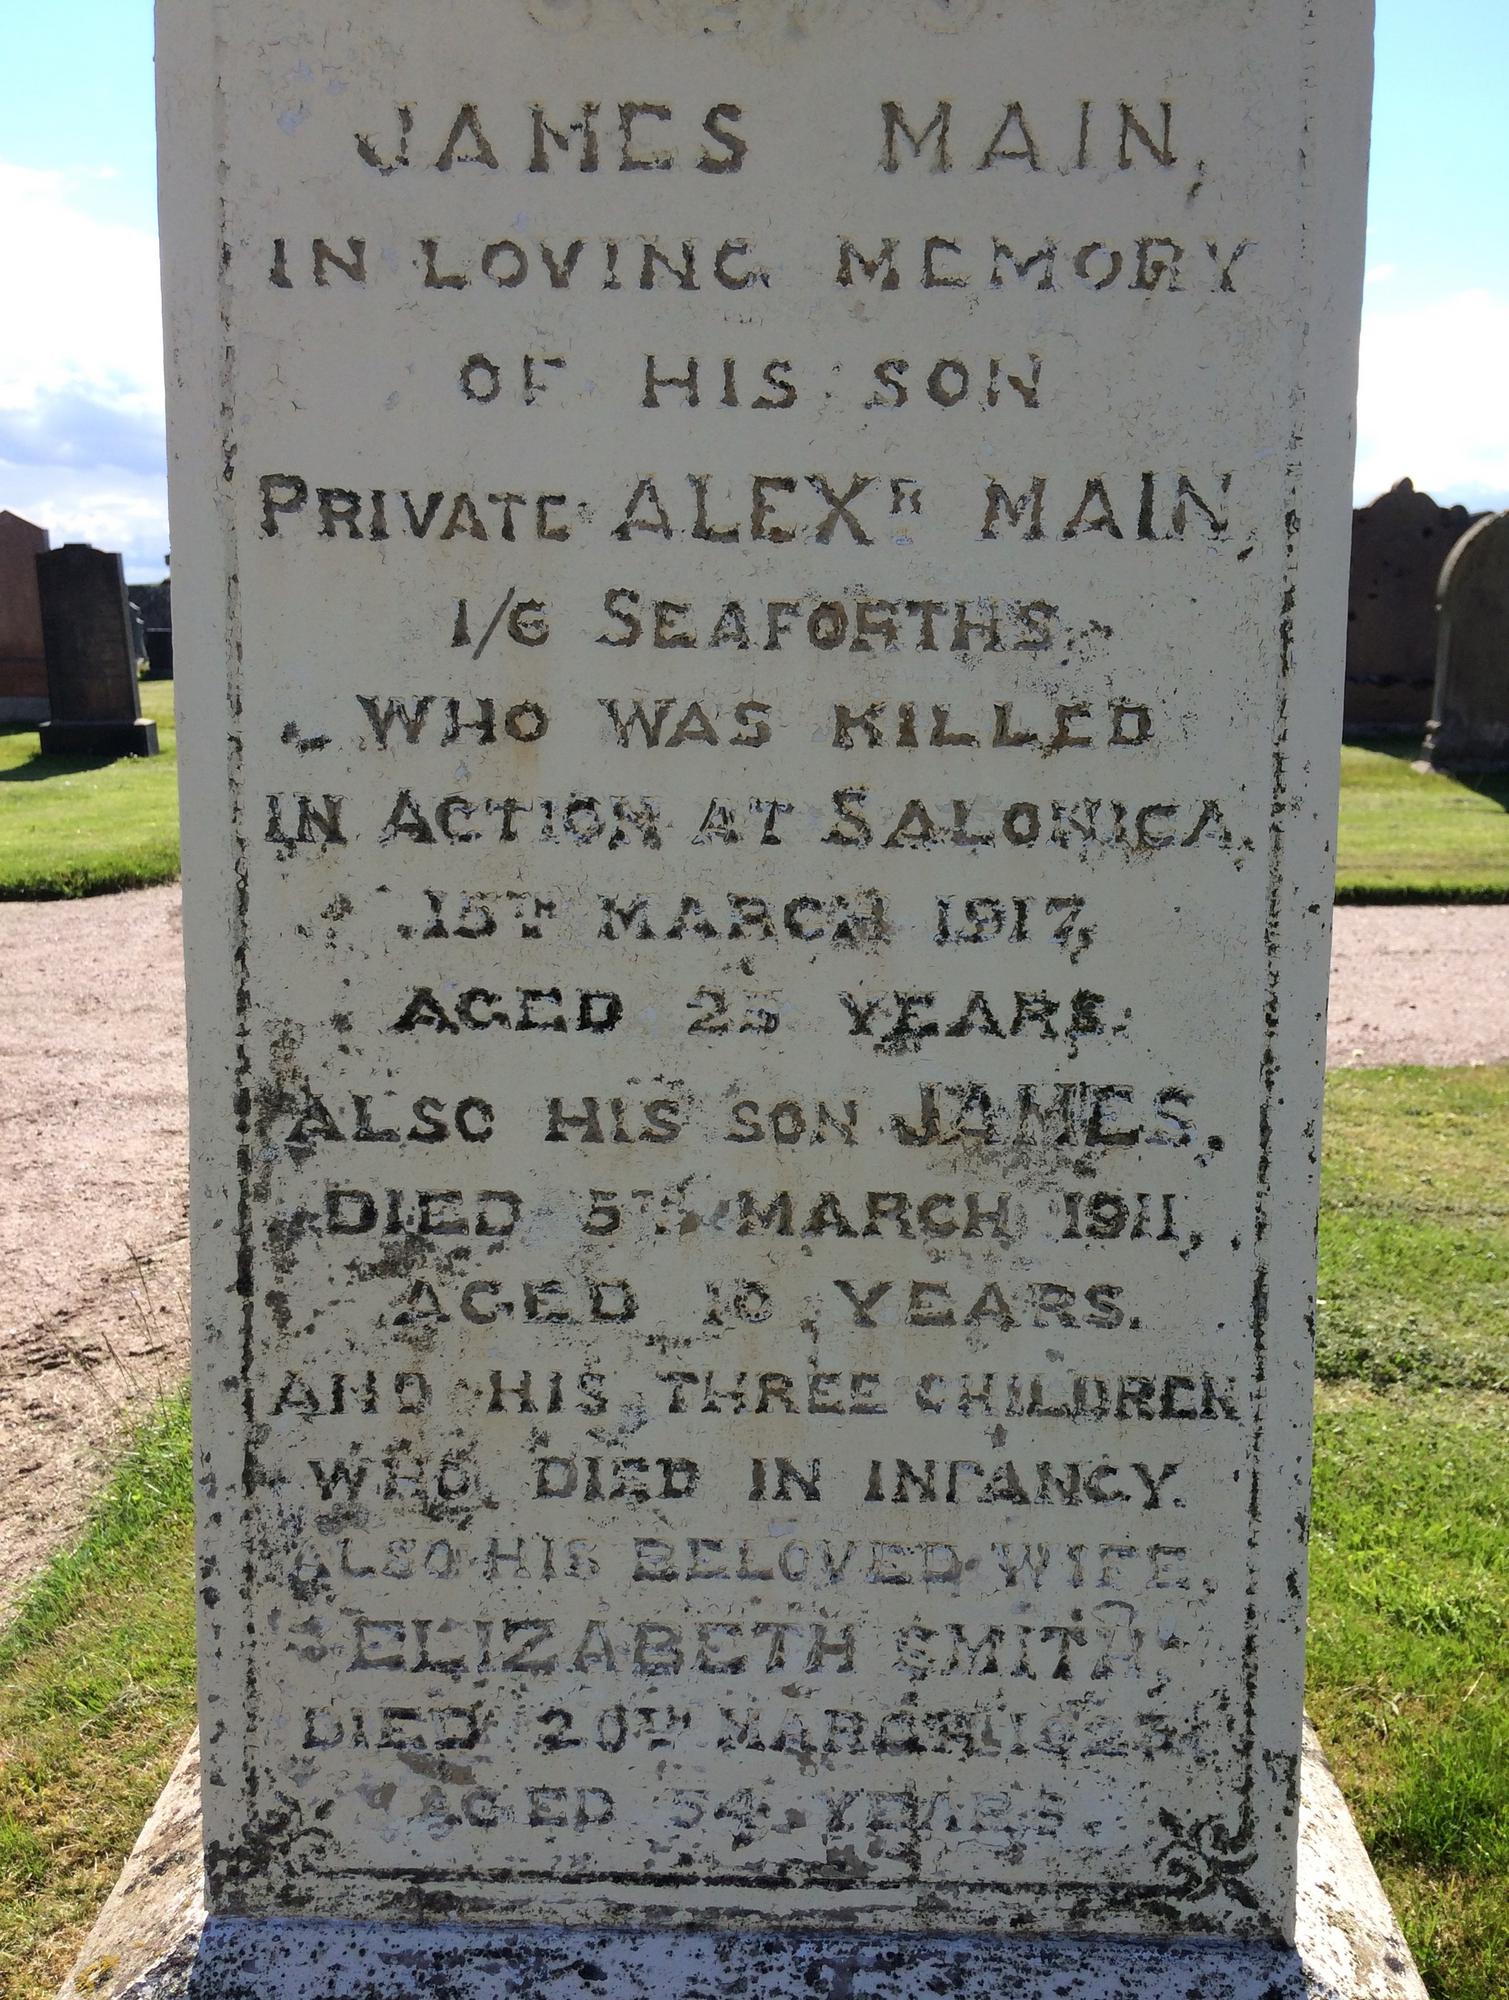 JAMES MAIN,
IN LOVING MEMORY
OF HIS SON
PRIVATE ALEXR MAIN,
1/6 SEAFORTHS,
WHO WAS KILLED
IN ACTION AT SALONICA,
15TH MARCH 1917,
AGED 25 YEARS.
ALSO HIS SON JAMES,
DIED 5TH MARCH 1911,
AGED 10 YEARS.
AND HIS THREE CHILDREN
WHO DIED IN INFANCY.
ALSO HIS BELOVED WIFE,
ELIZABETH SMITH,
DIED 20TH MARCH 1923,
AGED 54 YEARS.